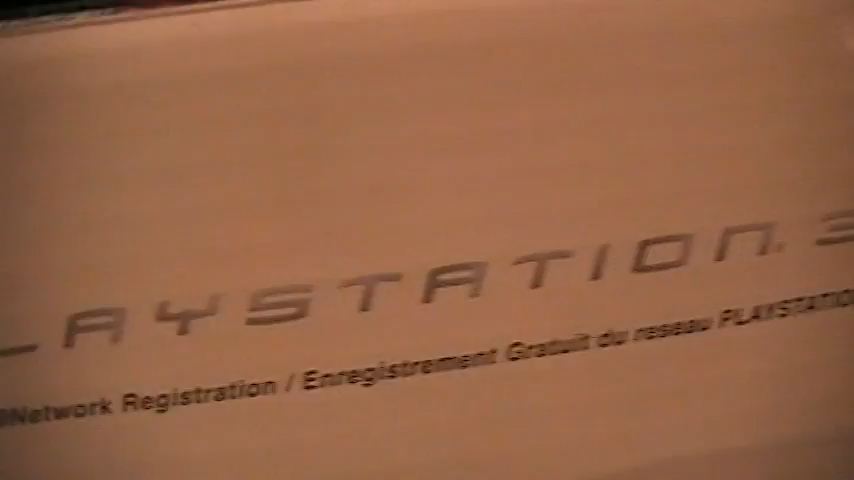 LAYSTATION 3
®Network Registration / Enregistrement Gratuit du reseau PLAYSTATIO